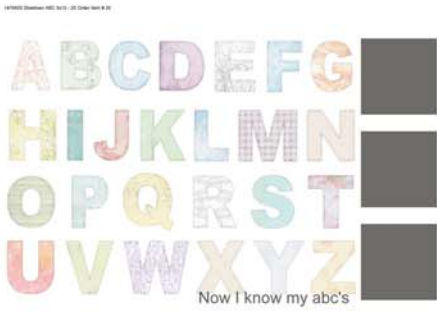 ABCDEFG
HIJKLMN
OPQRST
UVWXYZ
Now I know my abc's